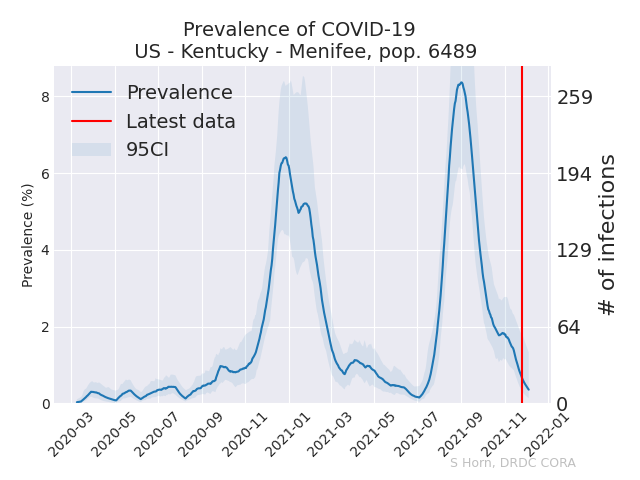 Prevalence of COVID-19
US - Kentucky - Menifee, pop. 6489
Prevalence
Latest data
95CI
Prevalence (%)
8
6
4
2
0
259
194
129
64
0
# of infections
2020-03
2020-05
2020-07
2020-09
2020-11
2021-01
2021-03
2021-05
2021-07
2021-09
2021-11
2022-01
S Horn, DRDC CORA